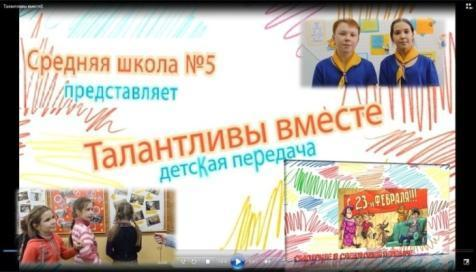 Талантливы вместе
Средняя школа №5
представляет
Талантливы вместе
детская передача
23-и ФЕВРАЛЯ!!!